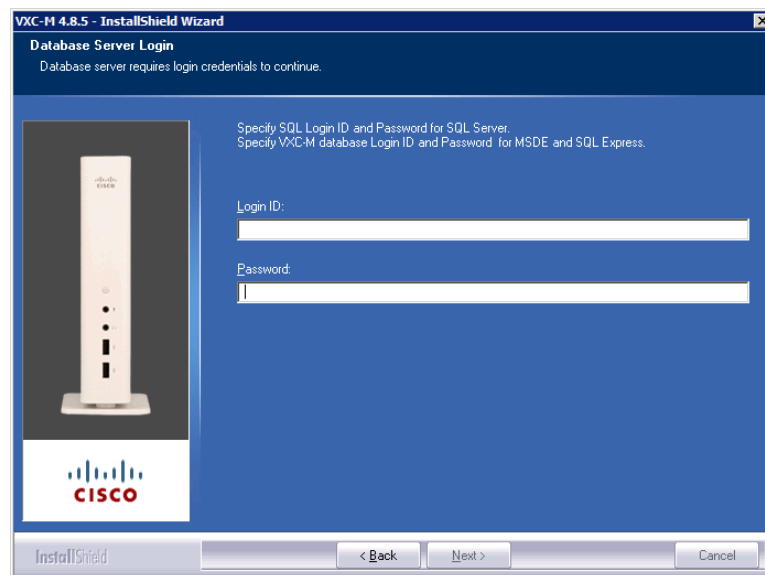 VXC-M 4.8.5 - InstallShield Wizard
Database Server Login
Database server requires login credentials to continue.
Specify SQL Login ID and Password for SQL Server.
Specify VXC-M database Login ID and Password for MSDE and SQL Express.
CISCO
Login ID:
Password:
CISCO
InstallShield
< Back
Next >
Cancel